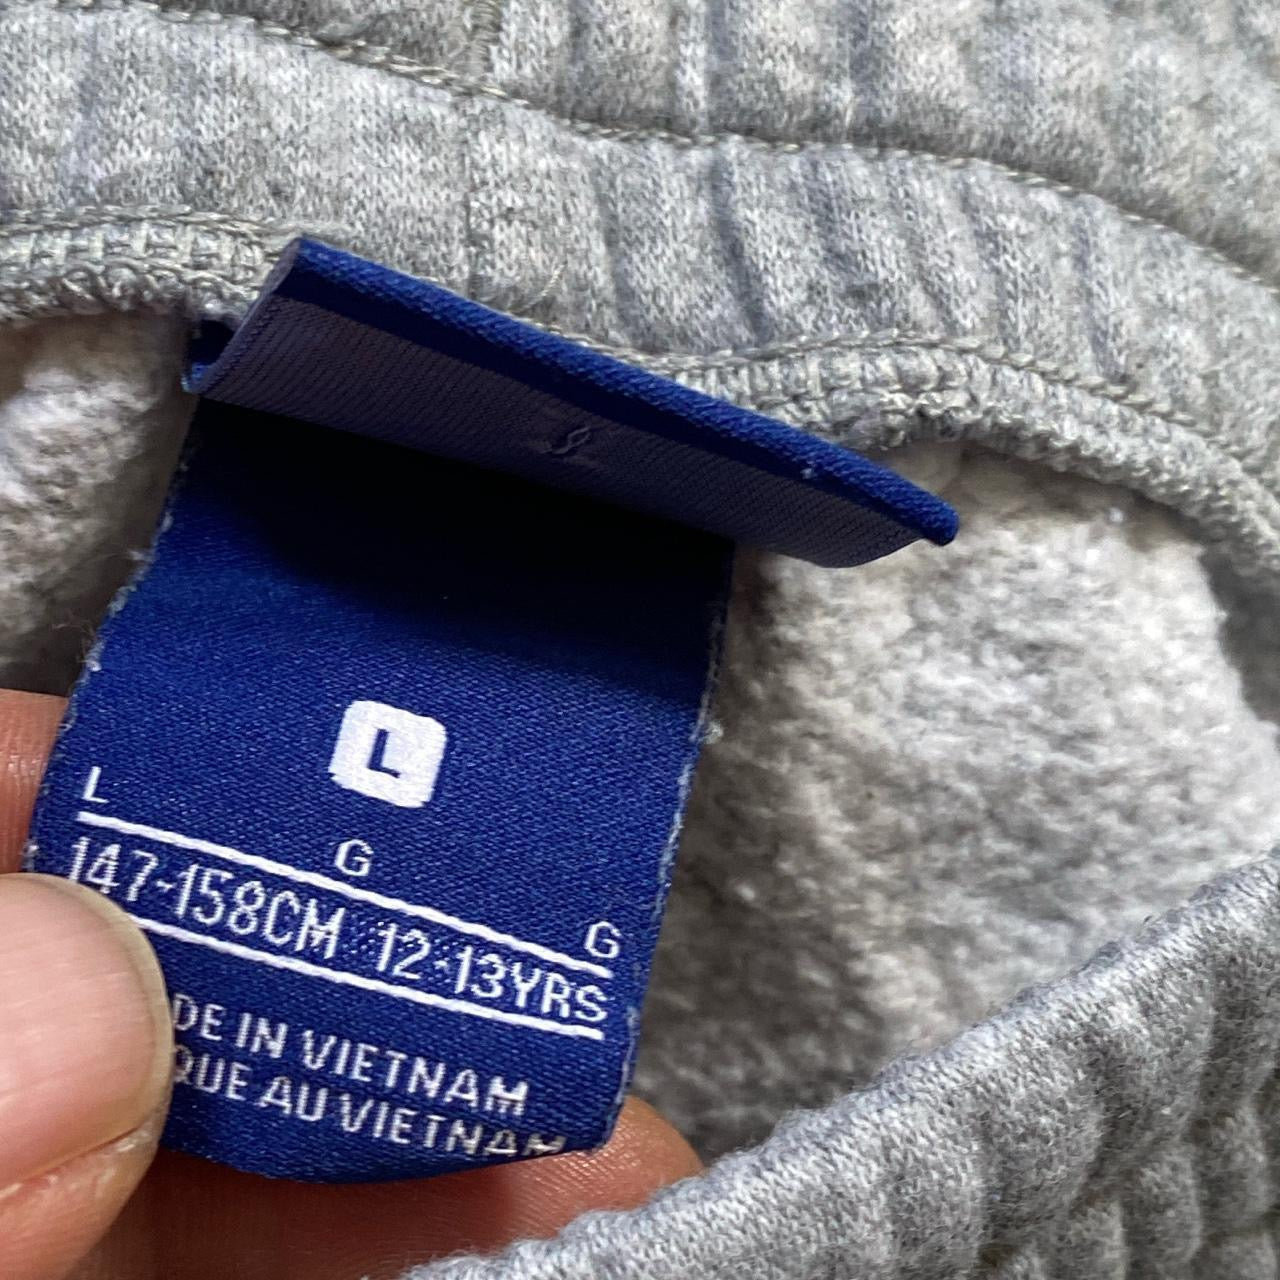 L
L
G
G
147-158CM 12-13YRS
DE IN VIETNAM
QUE AU VIETNAM